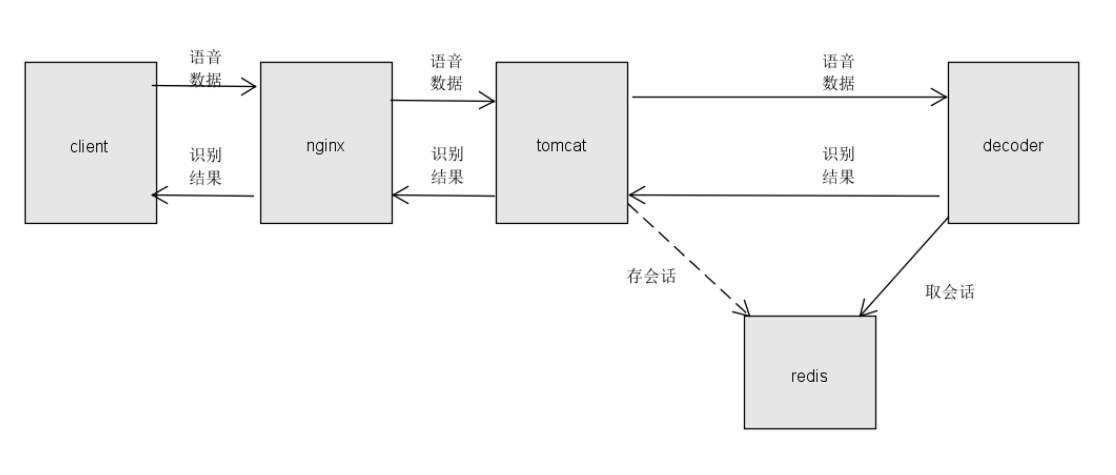 语音
数据
语音
数据
语音
数据
client
nginx
tomcat
decoder
识别
结果
识别
结果
识别
结果
存会话
取会话
redis